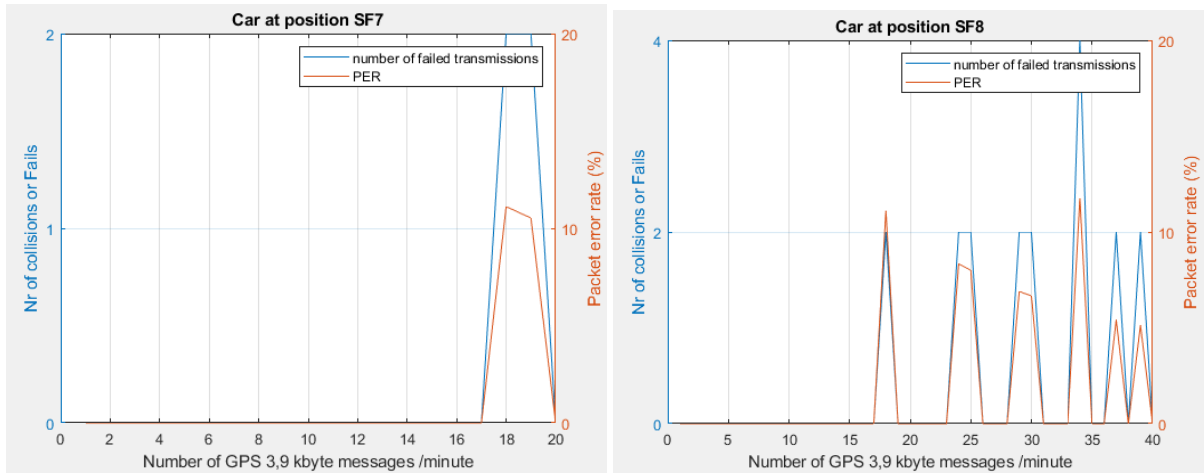 Car at position SF7
2
1
0
Nr of collisions or Fails
number of failed transmissions
PER
20
10
0
Packet error rate (%)
0 2 4 6 8 10 12 14 16 18 20
Number of GPS 3,9 kbyte messages /minute
Car at position SF8
4
2
0
Nr of collisions or Fails
number of failed transmissions
PER
20
10
0
Packet error rate (%)
0 5 10 15 20 25 30 35 40
Number of GPS 3,9 kbyte messages /minute